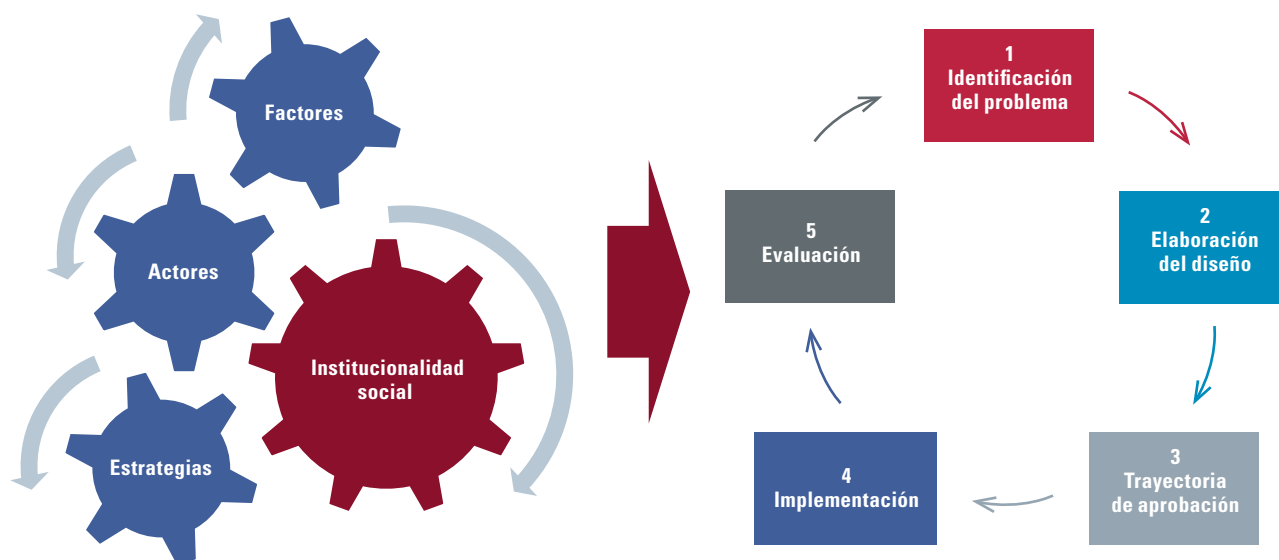 Factores
Actores
Estrategias
Institucionalidad
social
1
Identificación
del problema
2
Elaboración
del diseño
3
Trayectoria
de aprobación
4
Implementación
5
Evaluación